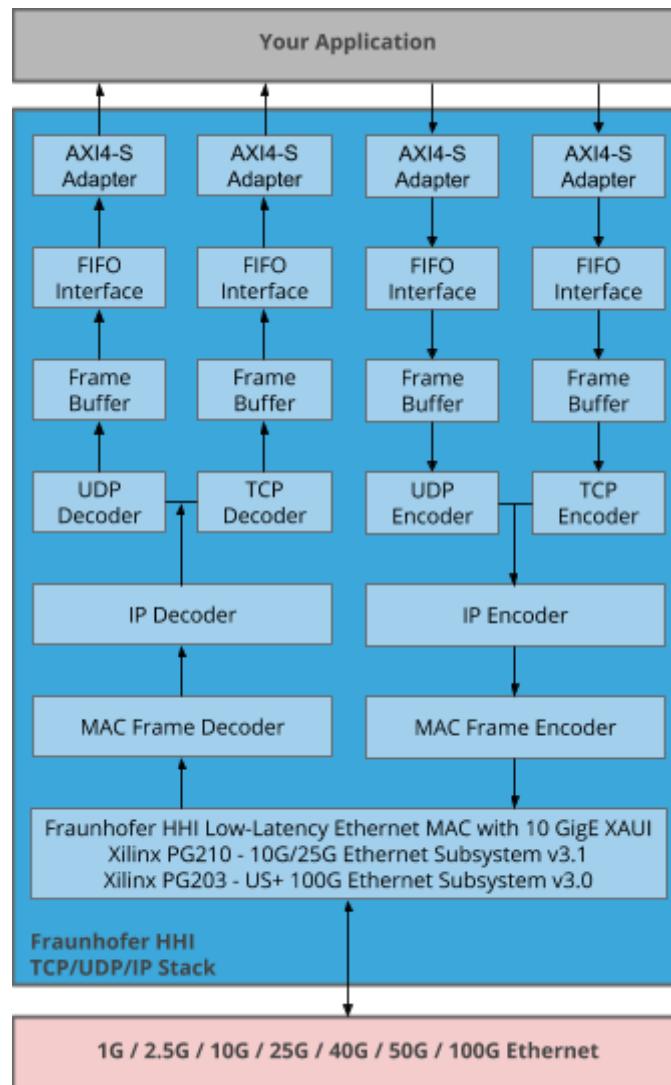 Your Application
AXI4-S
Adapter
AXI4-S
Adapter
AXI4-S
Adapter
AXI4-S
Adapter
FIFO
Interface
FIFO
Interface
FIFO
Interface
FIFO
Interface
Frame
Buffer
Frame
Buffer
Frame
Buffer
Frame
Buffer
UDP
Decoder
TCP
Decoder
UDP
Encoder
TCP
Encoder
IP Decoder
IP Encoder
MAC Frame Decoder
MAC Frame Encoder
Fraunhofer HHI Low-Latency Ethernet MAC with 10 GigE XAUI
Xilinx PG210 - 10G/25G Ethernet Subsystem v3.1
Xilinx PG203 - US+ 100G Ethernet Subsystem v3.0
Fraunhofer HHI
TCP/UDP/IP Stack
1G / 2.5G / 10G / 25G / 40G / 50G / 100G Ethernet